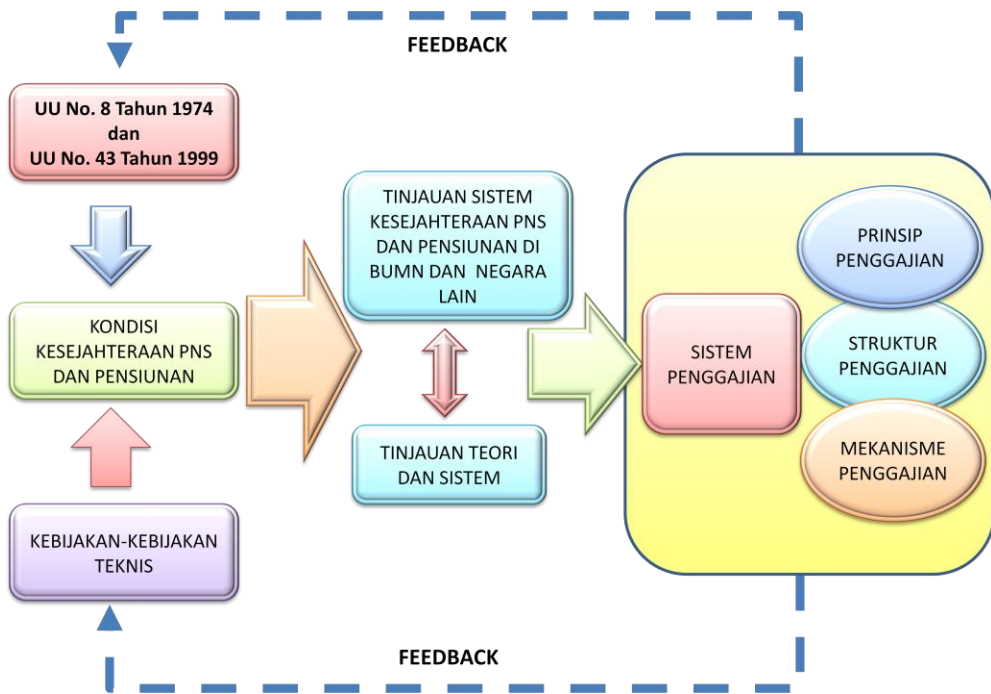 FEEDBACK
UU No. 8 Tahun 1974
dan
UU No. 43 Tahun 1999
KONDISI
KESEJAHTERAAN PNS
DAN PENSIUNAN
KEBIJAKAN-KEBIJAKAN
TEKNIS
TINJAUAN SISTEM
KESEJAHTERAAN PNS
DAN PENSIUNAN DI
BUMN DAN NEGARA
LAIN
TINJAUAN TEORI
DAN SISTEM
SISTEM
PENGGAJIAN
PRINSIP
PENGGAJIAN
STRUKTUR
PENGGAJIAN
MEKANISME
PENGGAJIAN
FEEDBACK